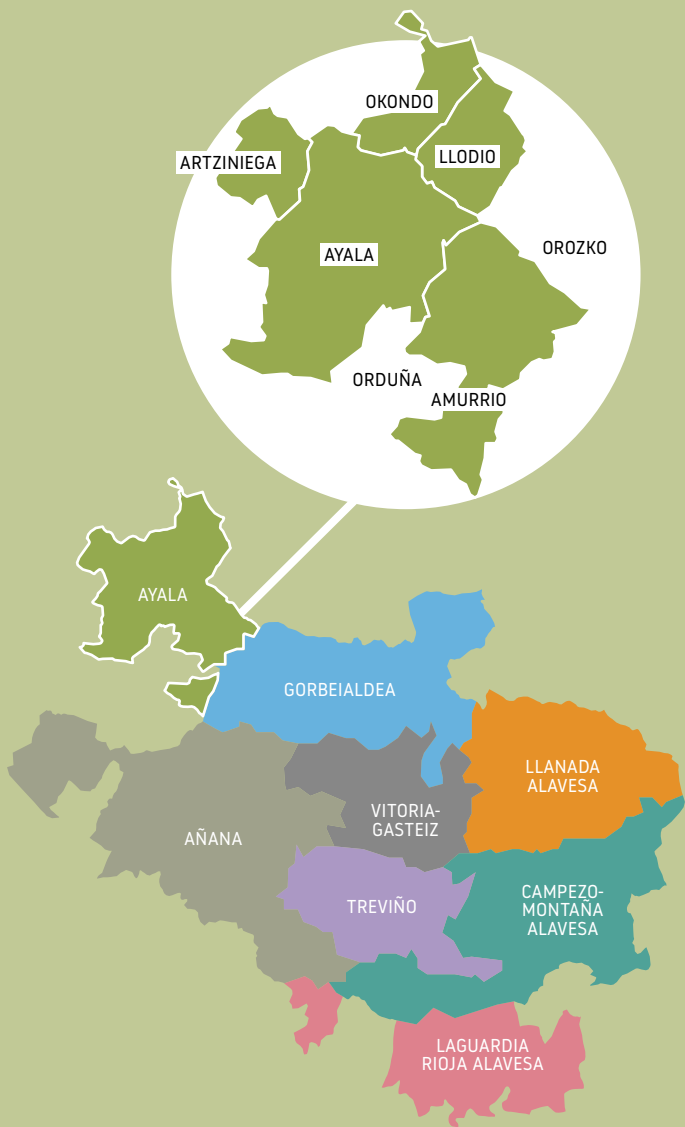 OKONDO
LLODIO
ARTZINIEGA
AYALA
OROZKO
ORDUÑA
AMURRIO
AYALA
GORBEIALDEA
LLANADA
ALAVESA
VITORIA-
GASTEIZ
AÑANA
TREVIÑO
CAMPEZO-
MONTAÑA
ALAVESA
LAGUARDIA
RIOJA ALAVESA